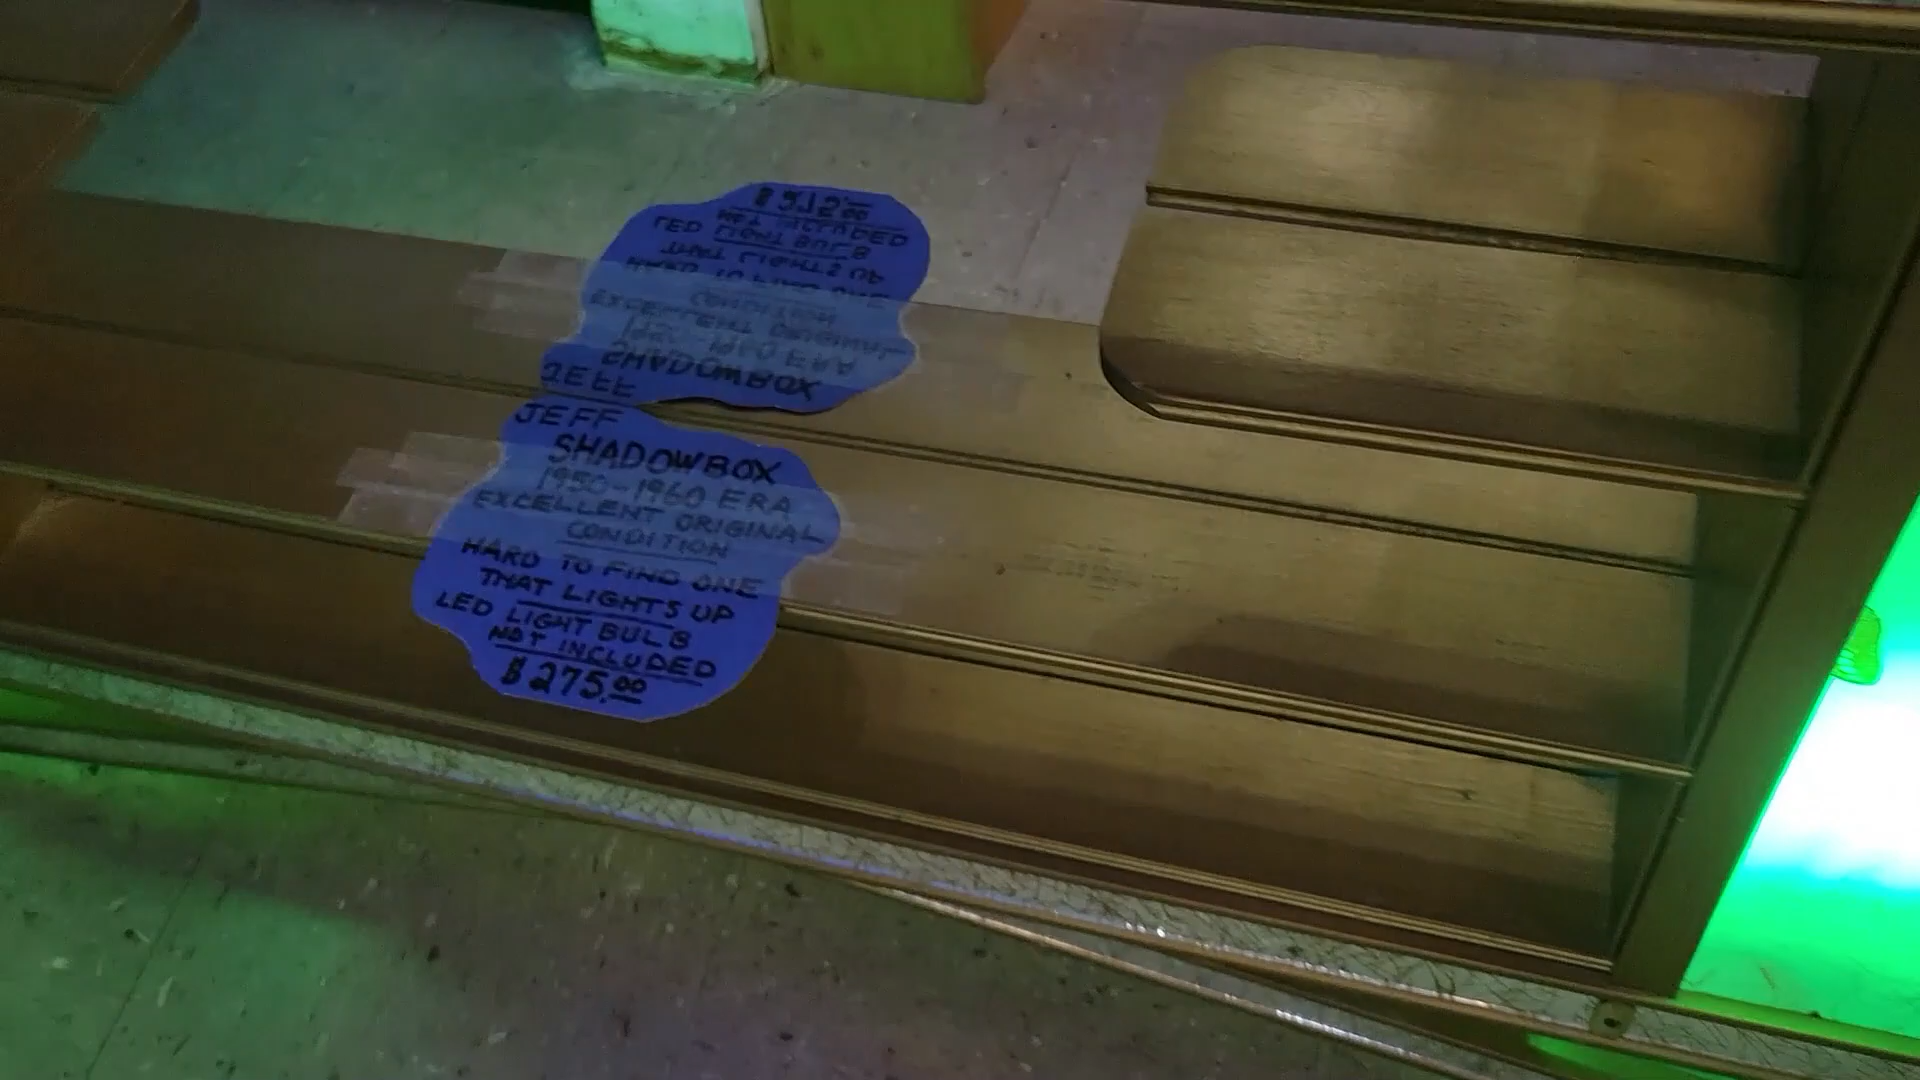 JEFF
SHADOWBOX
1950-1960 ERA
EXCELLENT ORIGINAL
CONDITION
HARD TO FIND ONE
THAT LIGHTS UP
LED LIGHT BULB
NOT INCLUDED
$275.00